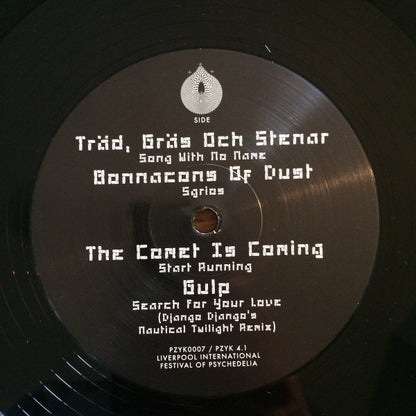 SIDE
Träd, Gräs Och Stenar
Song With No Name
Bonnacons Of Dust
Sgrios
The Comet Is Coming
Start Running
Gulp
Search For Your Love
(Django Django's
Nautical Twilight Remix)
PZYK0007 / PZYK 4.1
LIVERPOOL INTERNATIONAL
FESTIVAL OF PSYCHEDELIA